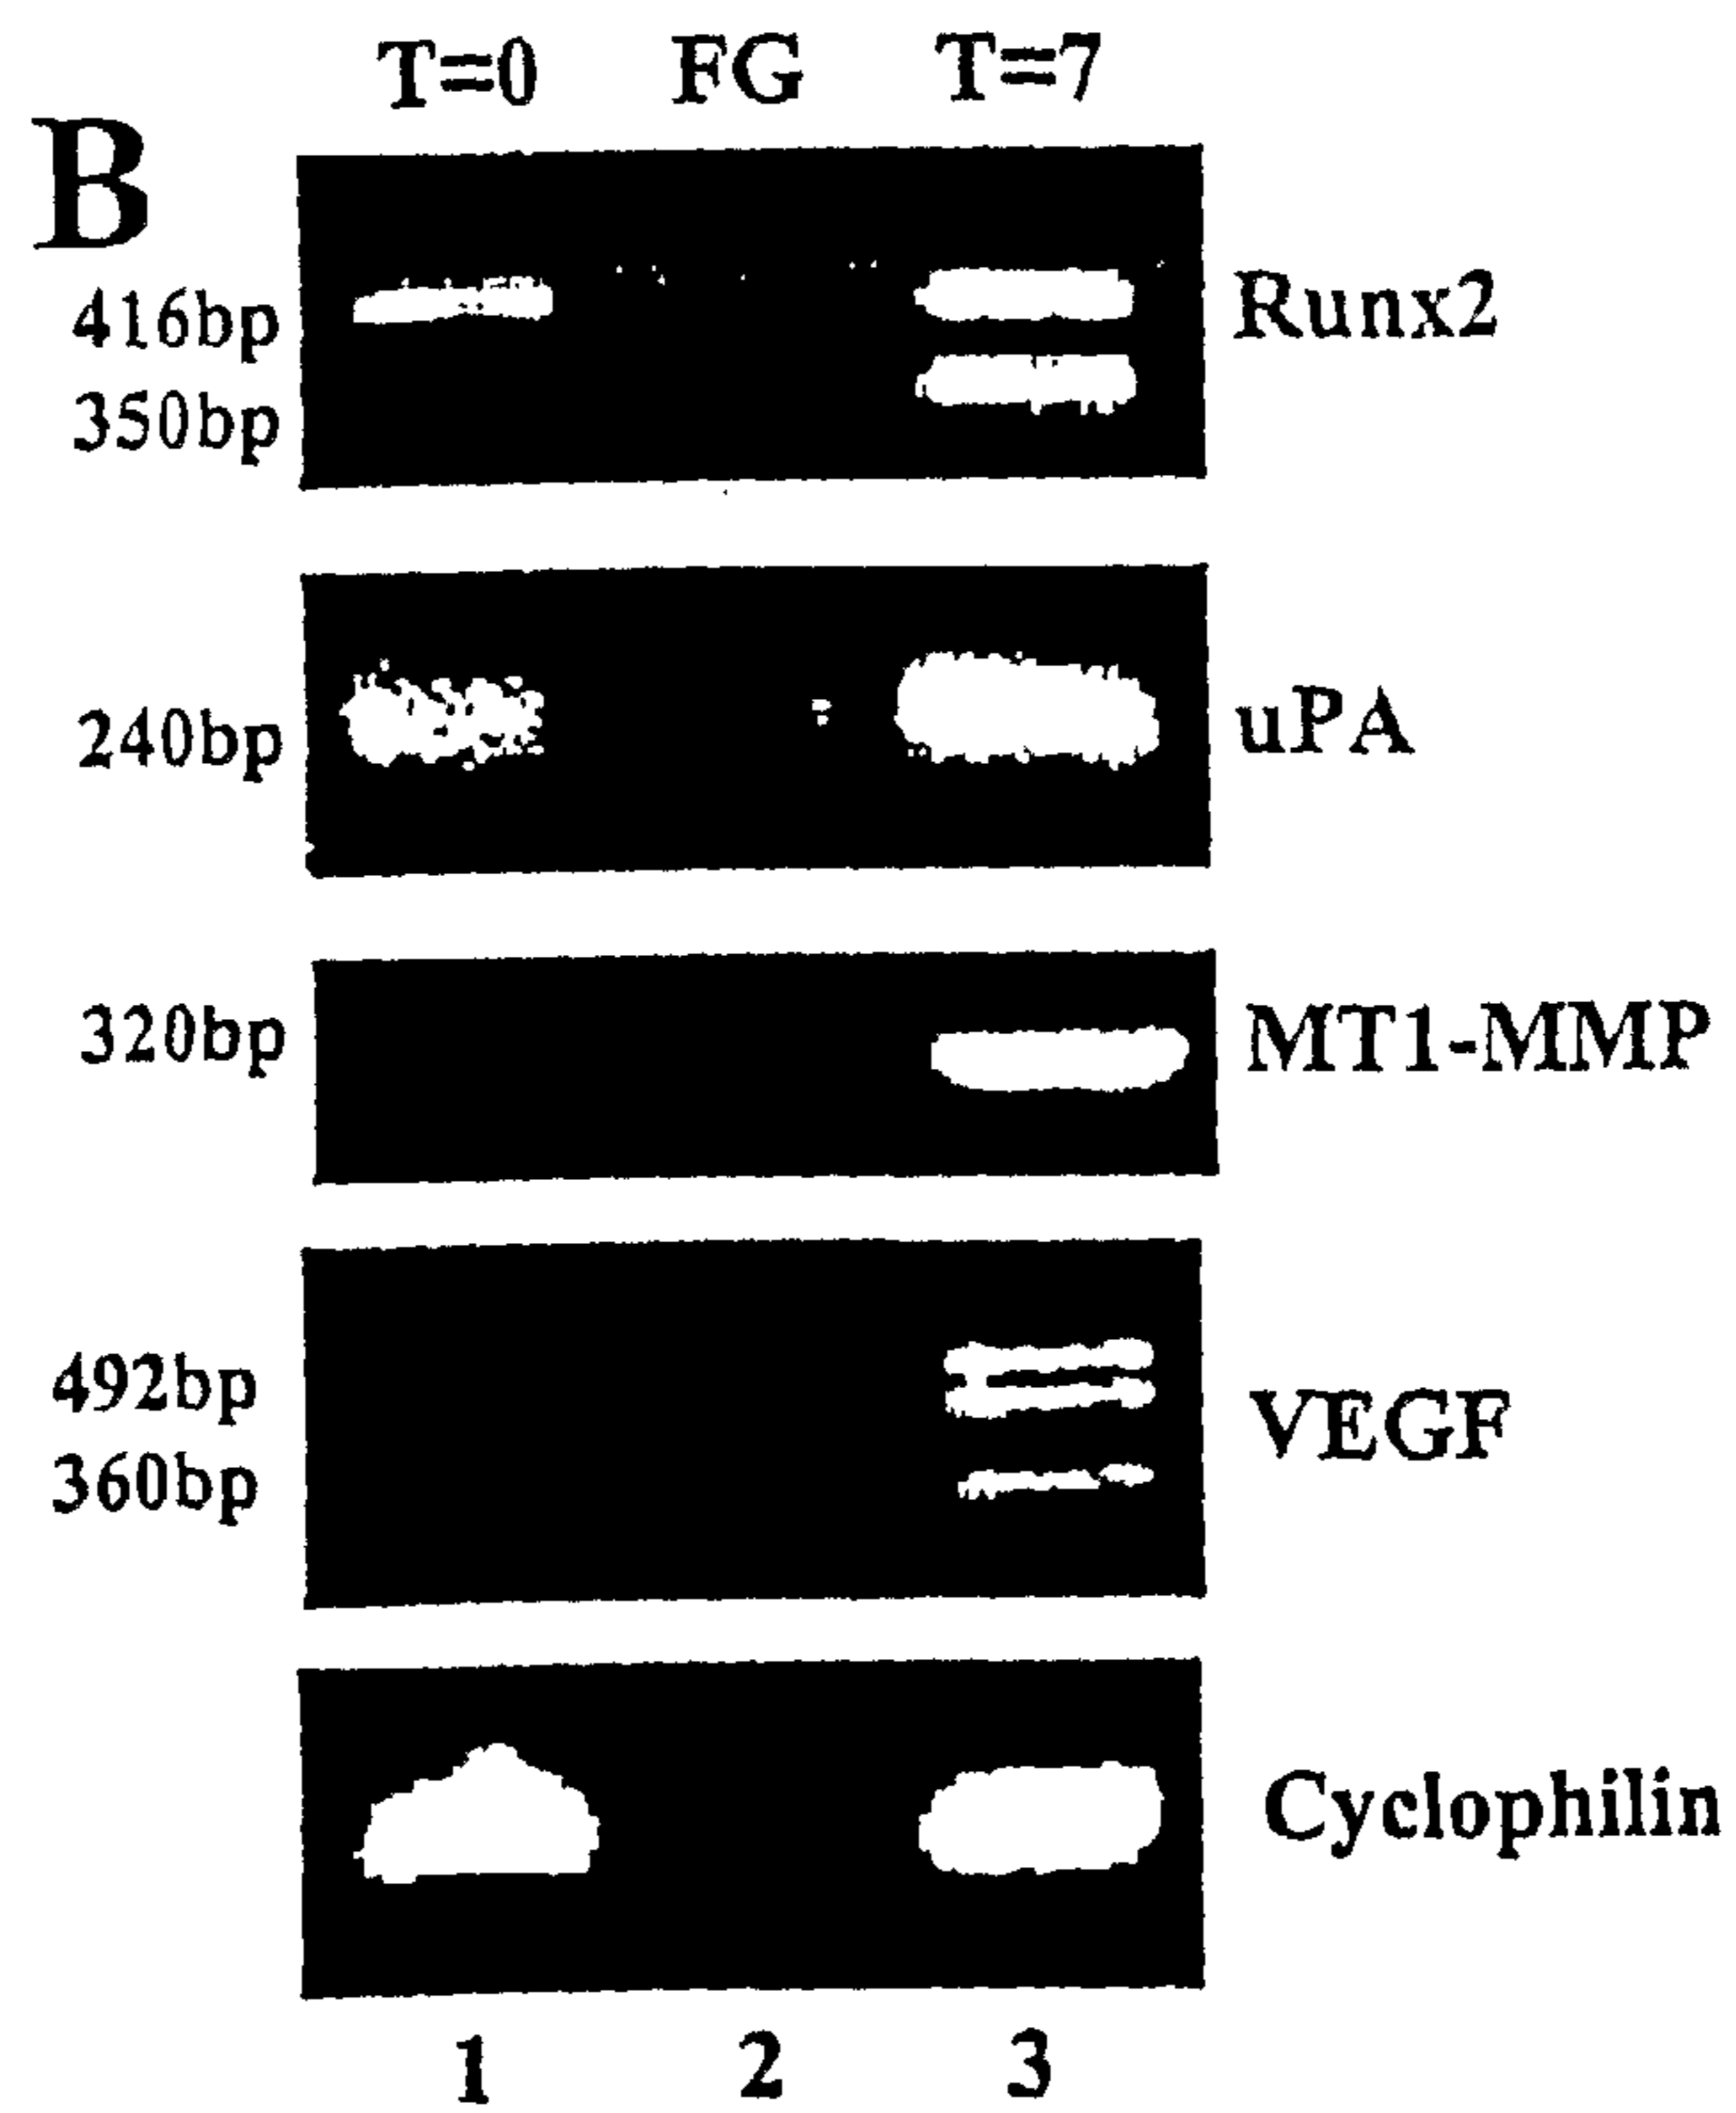 T=0 FG T=7
B
416bp Runx2
350bp
240bp uPA
320bp MT1-MMP
492bp VEGF
360bp
Cyclophilin
1 2 3